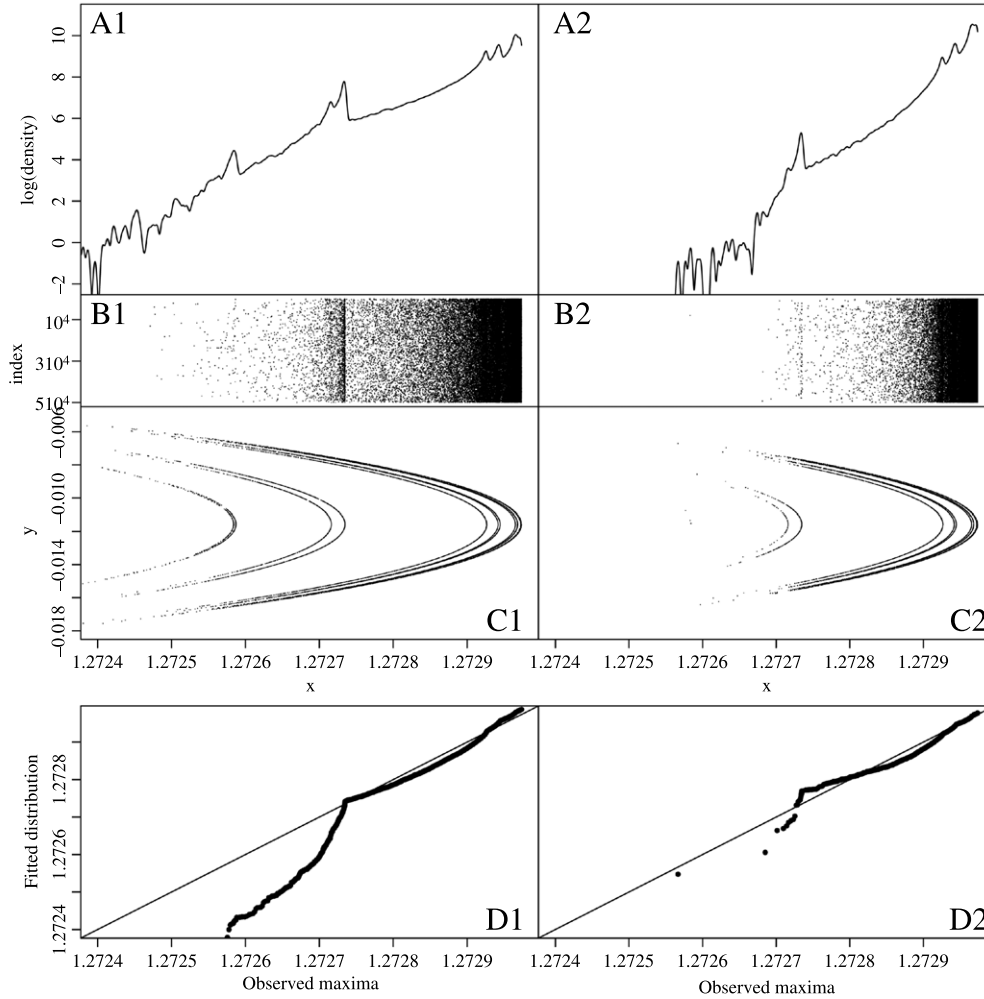 A1
A2
10
8
6
4
2
0
−2
log(density)
B1
B2
10⁴
310⁴
510⁴
index
−0.006
−0.010
−0.014
−0.018
y
C1
C2
1.2724 1.2725 1.2726 1.2727 1.2728 1.2729
1.2724 1.2725 1.2726 1.2727 1.2728 1.2729
x
x
D1
D2
1.2728
1.2726
1.2724
Fitted distribution
1.2724 1.2725 1.2726 1.2727 1.2728 1.2729
1.2724 1.2725 1.2726 1.2727 1.2728 1.2729
Observed maxima
Observed maxima